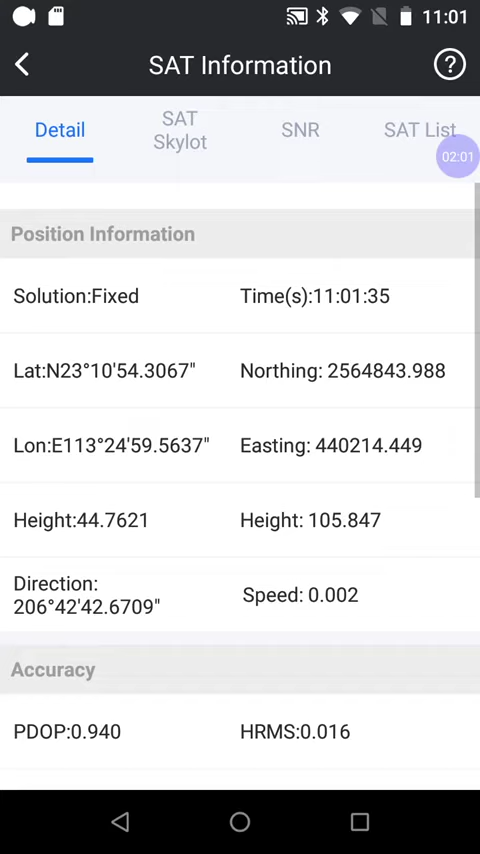 11:01
SAT Information
?
Detail
SAT
Skylot
SNR
SAT List
02:01
Position Information
Solution:Fixed
Time(s):11:01:35
Lat:N23°10'54.3067"
Northing: 2564843.988
Lon:E113°24'59.5637"
Easting: 440214.449
Height:44.7621
Height: 105.847
Direction:
206°42'42.6709"
Speed: 0.002
Accuracy
PDOP:0.940
HRMS:0.016